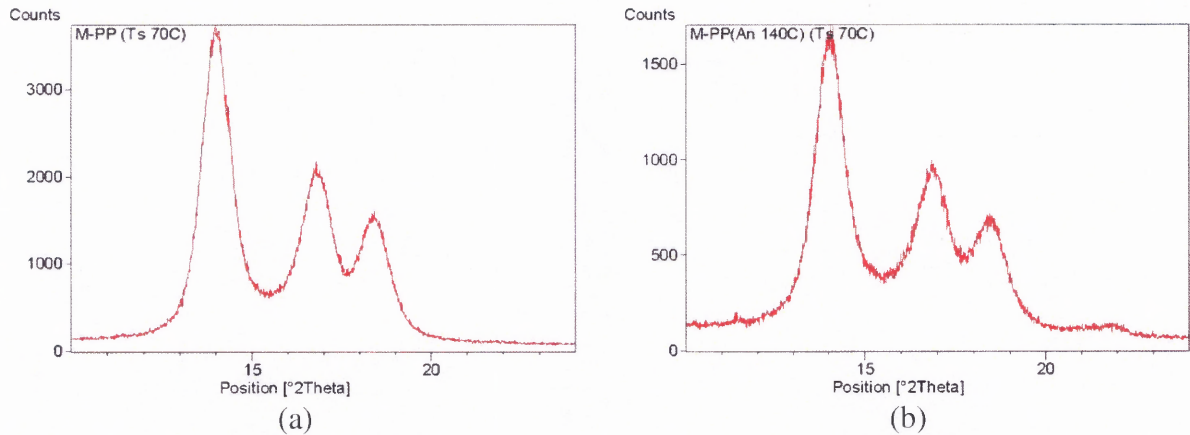 Counts
M-PP (Ts 70C)
3000
2000
1000
0
15
20
Position [°2Theta]
(a)
Counts
M-PP(An 140C) (Ts 70C)
1500
1000
500
0
15
20
Position [°2Theta]
(b)